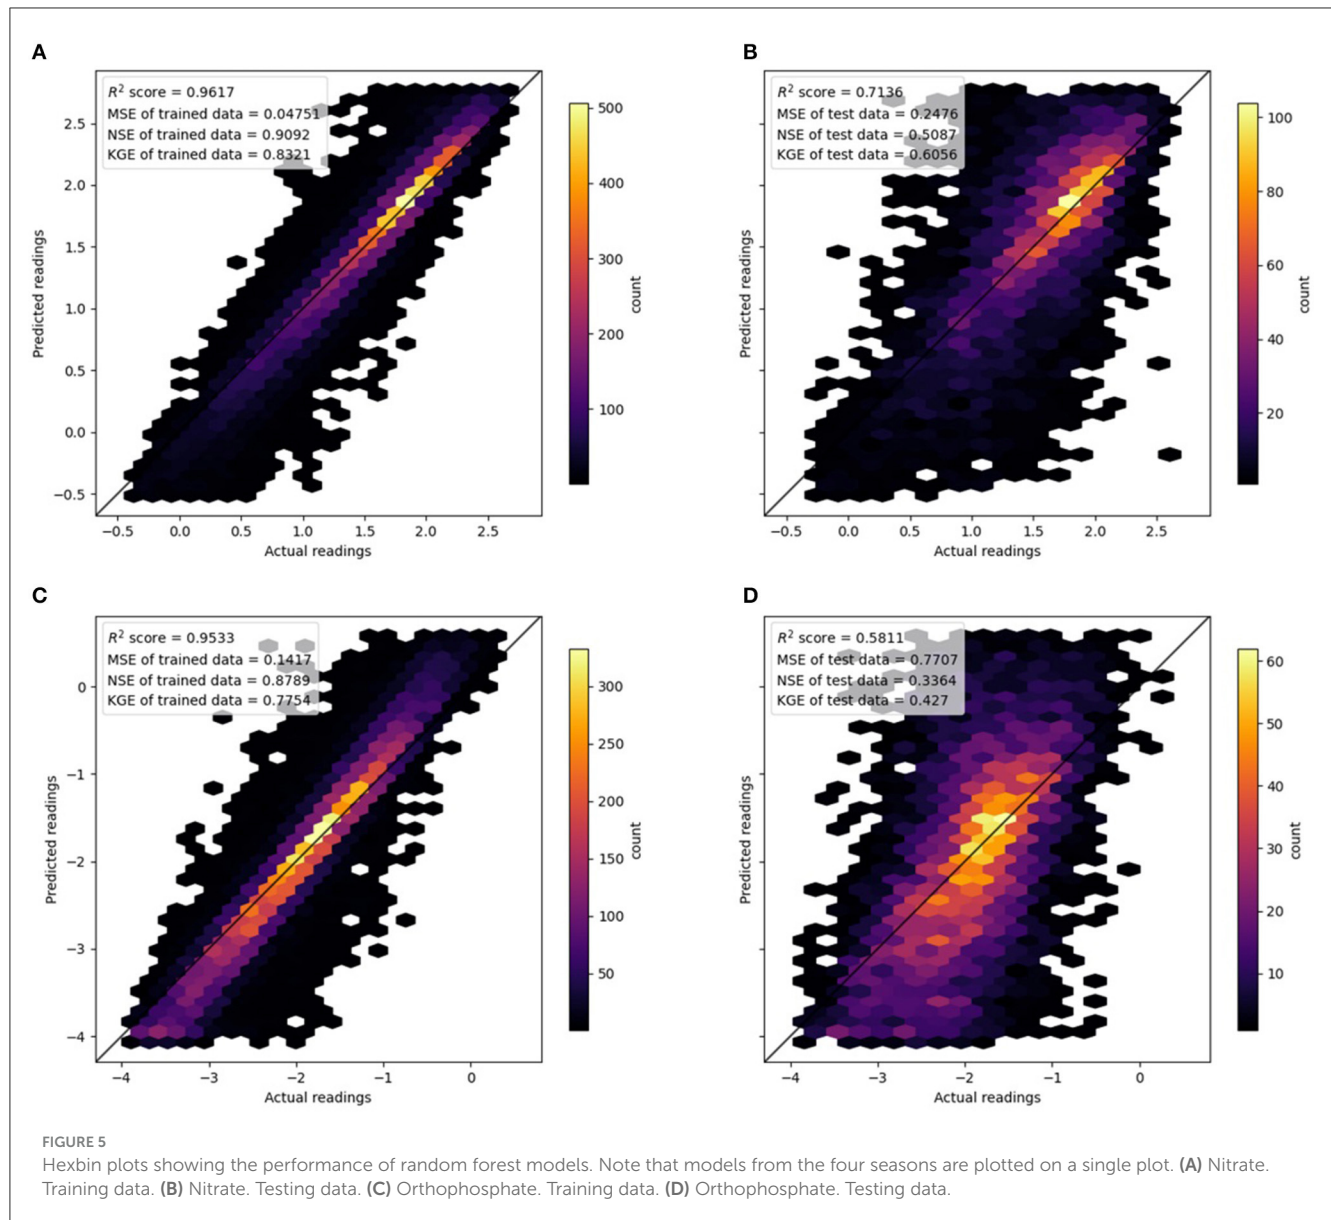 A
R² score = 0.9617
MSE of trained data = 0.04751
NSE of trained data = 0.9092
KGE of trained data = 0.8321
2.5
2.0
1.5
1.0
0.5
0.0
−0.5
Predicted readings
−0.5 0.0 0.5 1.0 1.5 2.0 2.5
Actual readings
500
400
300
200
100
count
B
R² score = 0.7136
MSE of test data = 0.2476
NSE of test data = 0.5087
KGE of test data = 0.6056
Predicted readings
−0.5 0.0 0.5 1.0 1.5 2.0 2.5
Actual readings
100
80
60
40
20
count
C
R² score = 0.9533
MSE of trained data = 0.1417
NSE of trained data = 0.8789
KGE of trained data = 0.7754
0
−1
−2
−3
−4
Predicted readings
−4 −3 −2 −1 0
Actual readings
300
250
200
150
100
50
count
D
R² score = 0.5811
MSE of test data = 0.7707
NSE of test data = 0.3364
KGE of test data = 0.427
Predicted readings
−4 −3 −2 −1 0
Actual readings
60
50
40
30
20
10
count
FIGURE 5
Hexbin plots showing the performance of random forest models. Note that models from the four seasons are plotted on a single plot. (A) Nitrate.
Training data. (B) Nitrate. Testing data. (C) Orthophosphate. Training data. (D) Orthophosphate. Testing data.